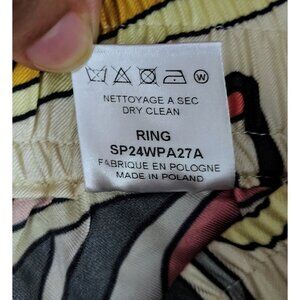 NETTOYAGE A SEC
DRY CLEAN
RING
SP24WPA27A
FABRIQUE EN POLOGNE
MADE IN POLAND